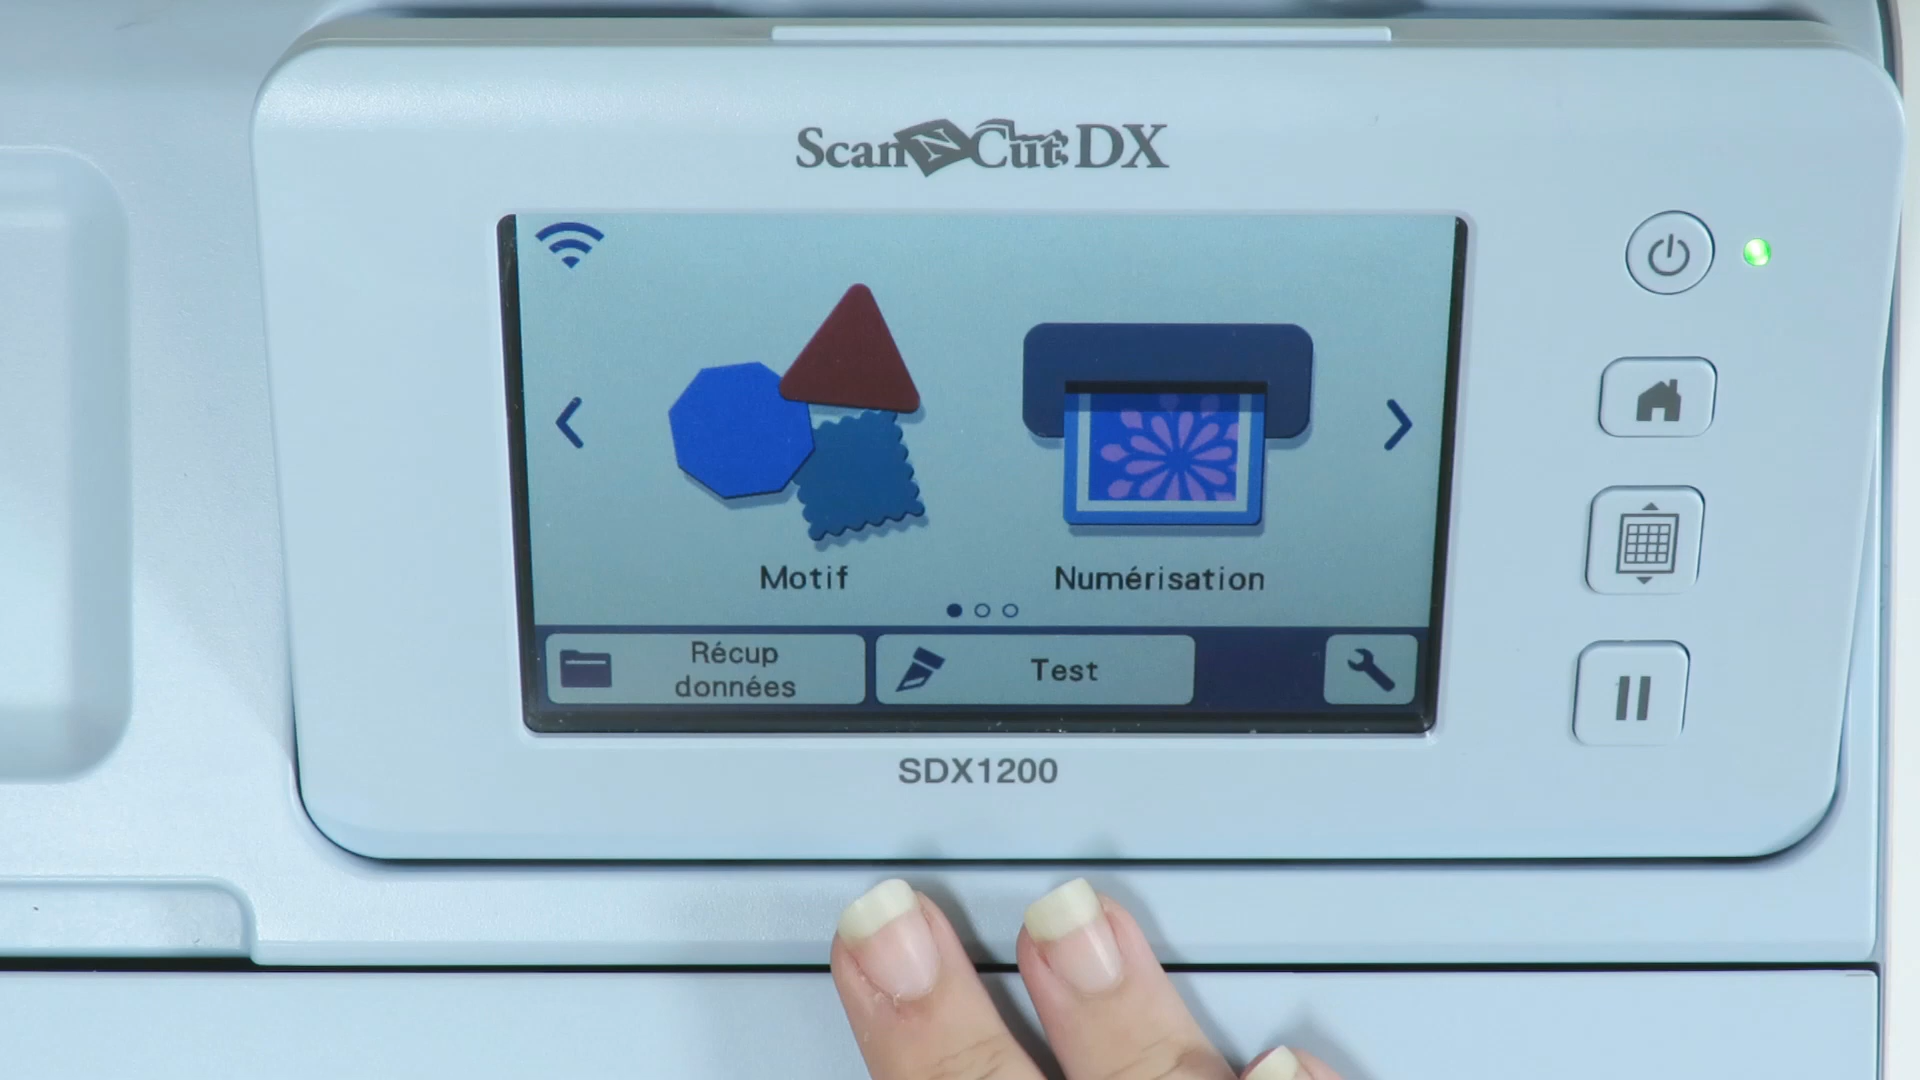 ScanNCut DX
Motif
Numérisation
Récup
données
Test
SDX1200